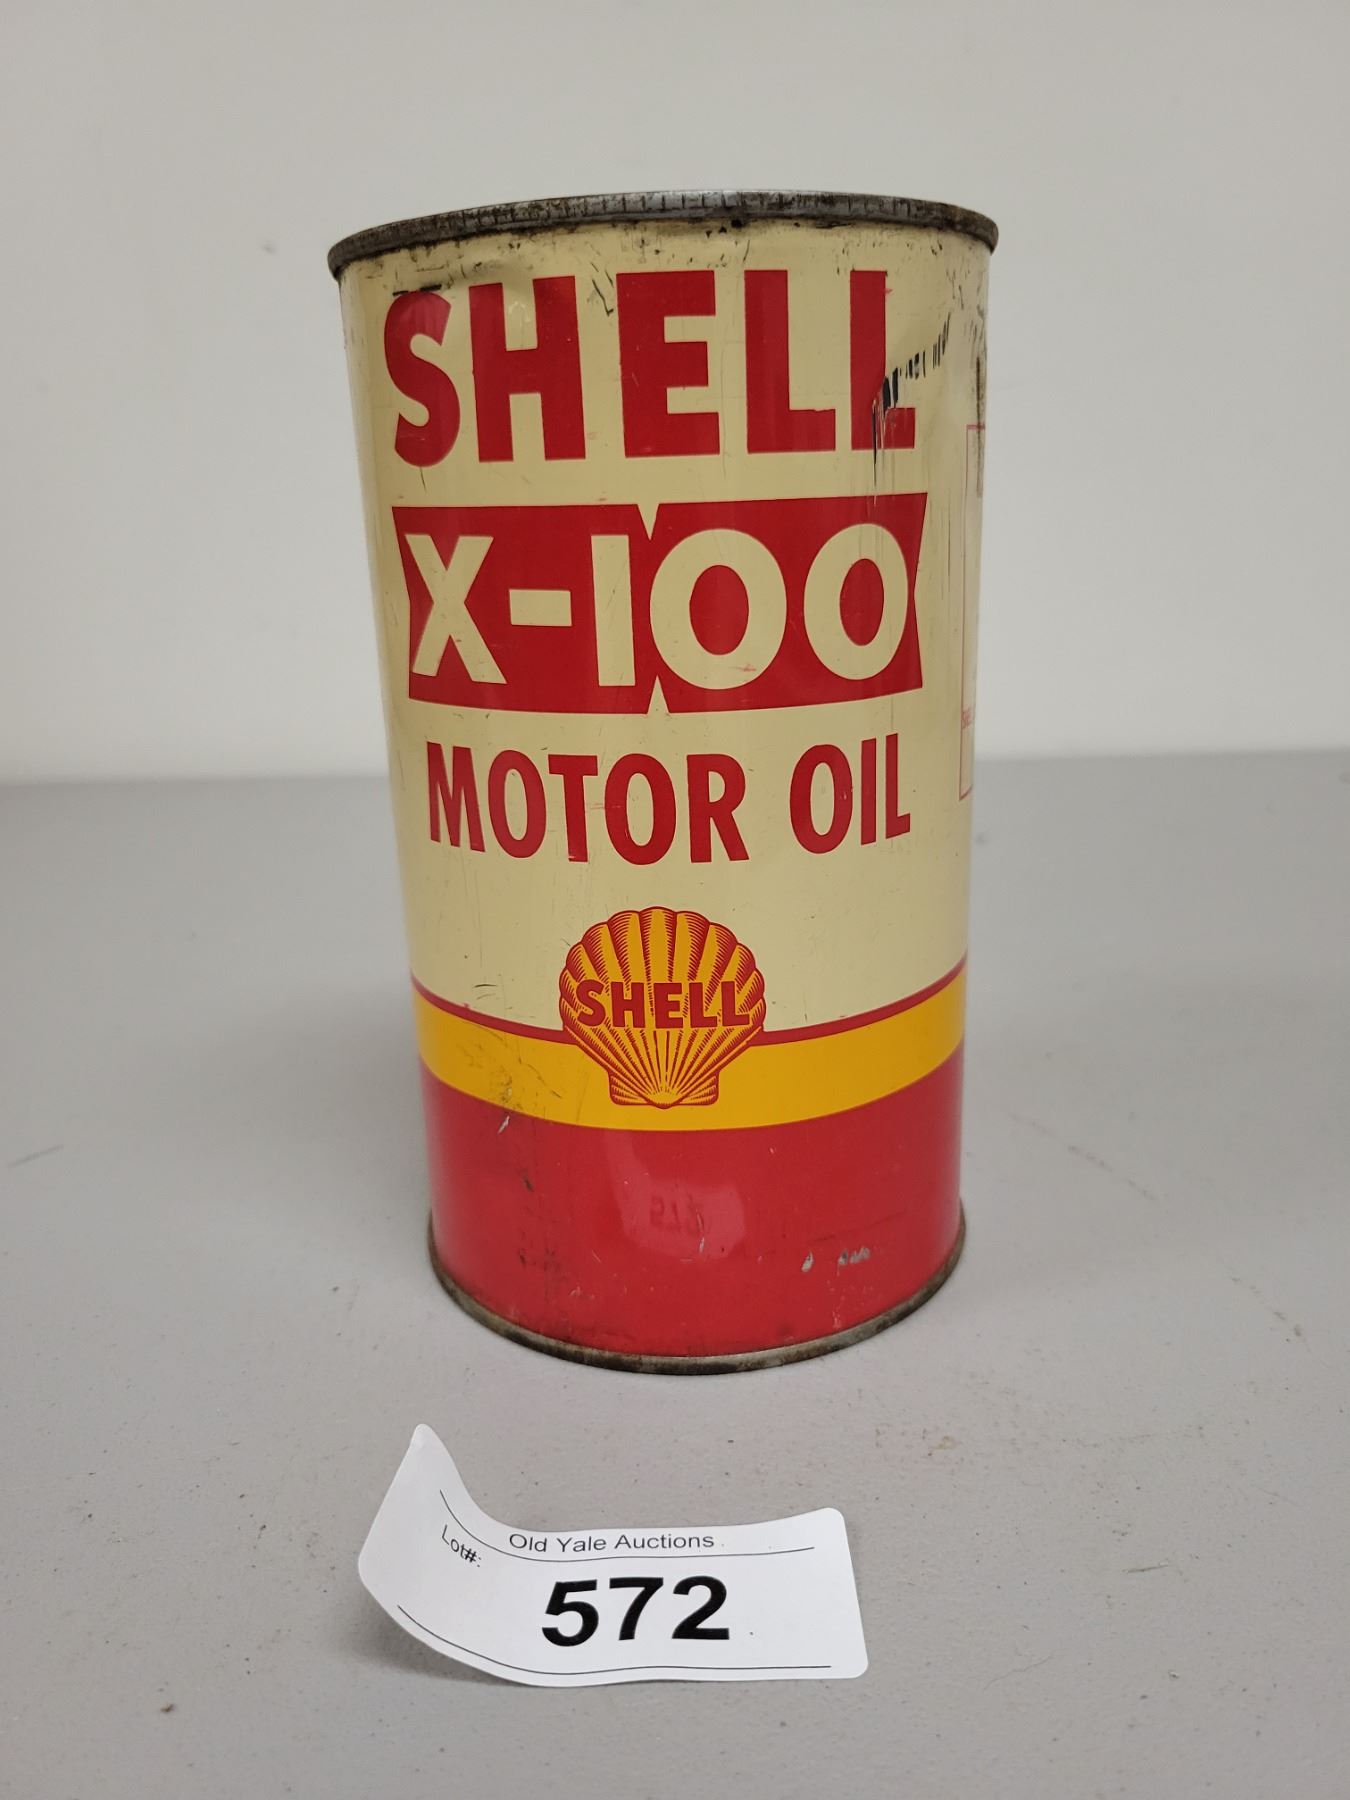 SHELL
X-100
MOTOR OIL
SHELL
Old Yale Auctions
Lot#:
572